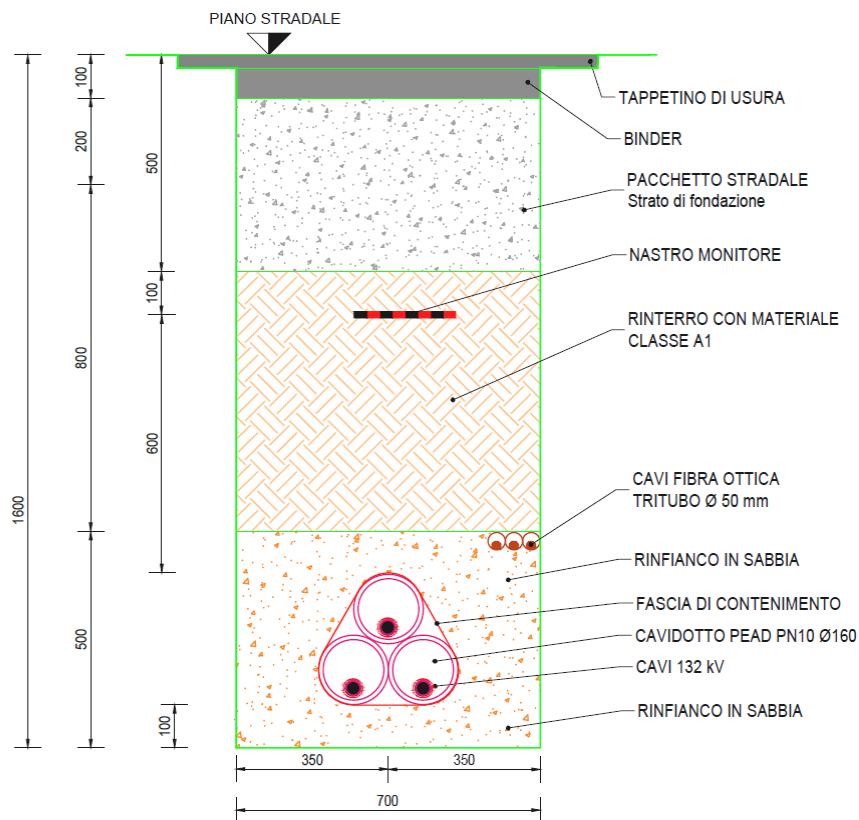 PIANO STRADALE
100
200
500
TAPPETINO DI USURA
BINDER
PACCHETTO STRADALE
Strato di fondazione
NASTRO MONITORE
100
RINTERRO CON MATERIALE
CLASSE A1
800
600
1600
CAVI FIBRA OTTICA
TRITUBO Ø 50 mm
RINFIANCO IN SABBIA
FASCIA DI CONTENIMENTO
CAVIDOTTO PEAD PN10 Ø160
CAVI 132 kV
500
RINFIANCO IN SABBIA
100
350
350
700